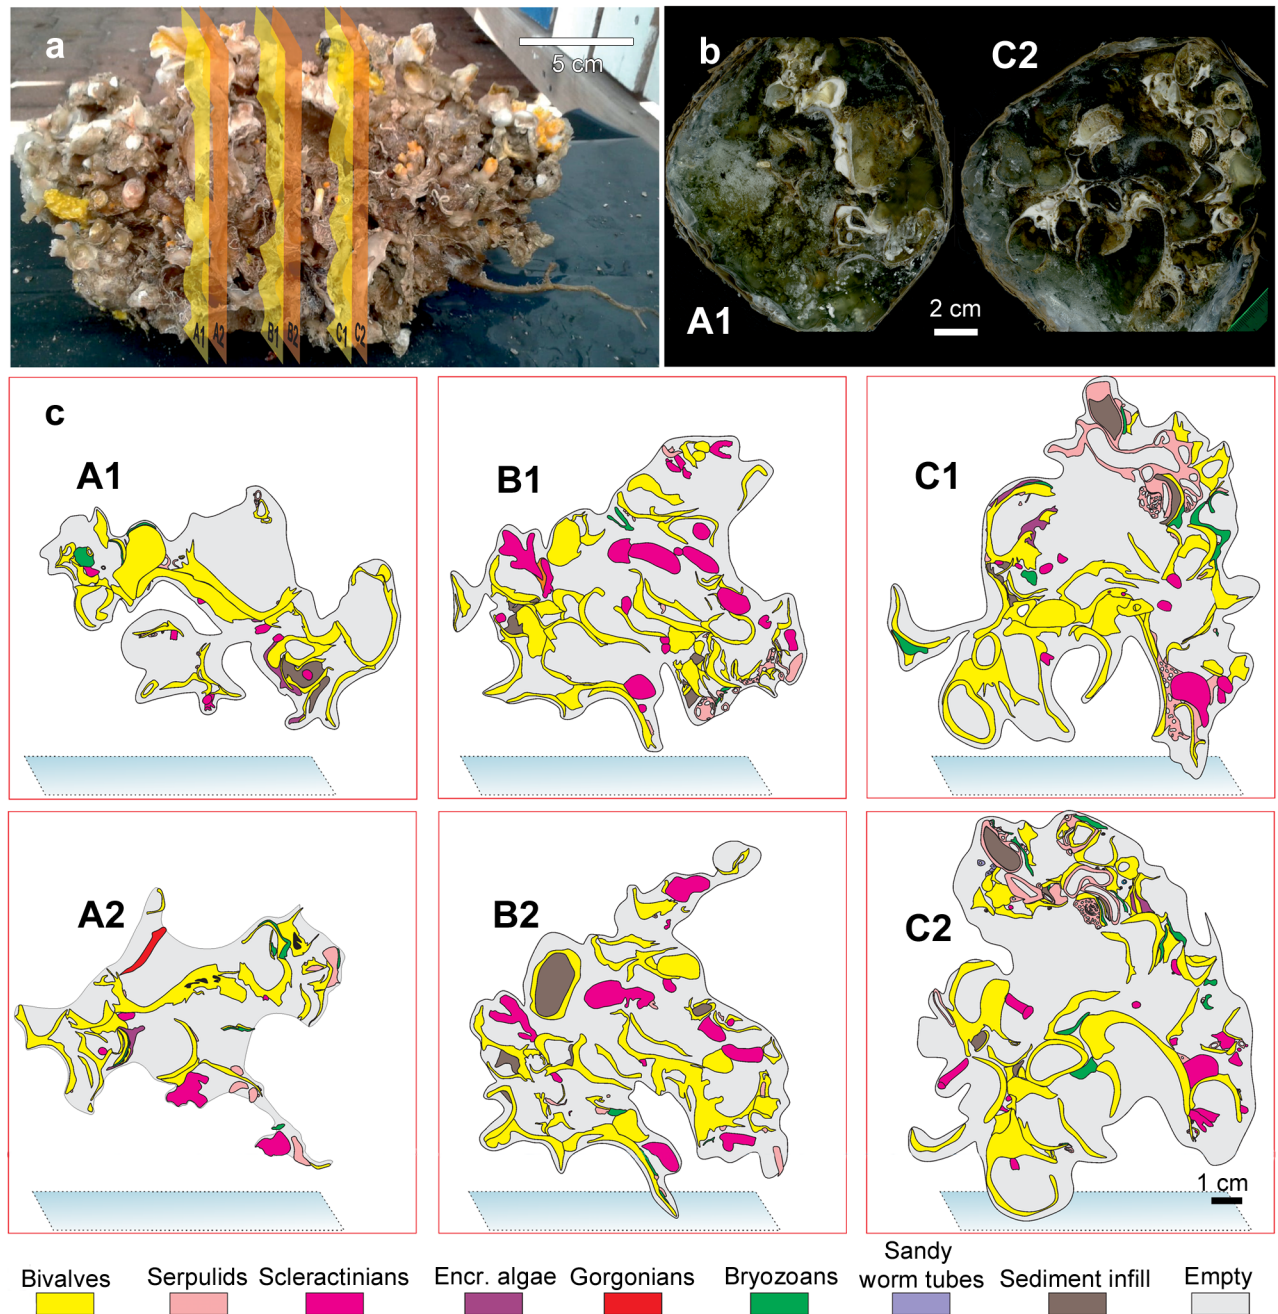 a
5 cm
A1 A2 B1 B2 C1 C2
b
C2
A1
2 cm
c
A1
B1
C1
A2
B2
C2
1 cm
Bivalves
Serpulids
Scleractinians
Encr. algae
Gorgonians
Bryozoans
Sandy
worm tubes
Sediment infill
Empty